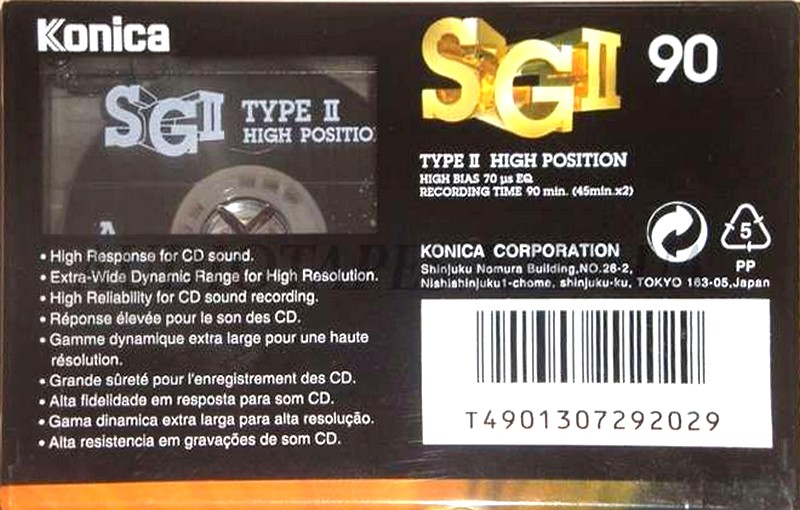 Konica
SGII
TYPE II
HIGH POSITIO
A
• High Response for CD sound.
• Extra-Wide Dynamic Range for High Resolution.
• High Reliability for CD sound recording.
• Réponse élevée pour le son des CD.
• Gamme dynamique extra large pour une haute
résolution.
• Grande sûreté pour l'enregistrement des CD.
• Alta fidelidade em resposta para som CD.
• Gama dinamica extra larga para alta resolução.
• Alta resistencia em gravações de som CD.
SGII 90
TYPE II HIGH POSITION
HIGH BIAS 70 µs EQ
RECORDING TIME 90 min. (45min.x2)
5
PP
KONICA CORPORATION
Shinjuku Nomura Building,NO.26-2,
Nishishinjuku1-chome, shinjuku-ku, TOKYO 163-05,Japan
T4901307292029